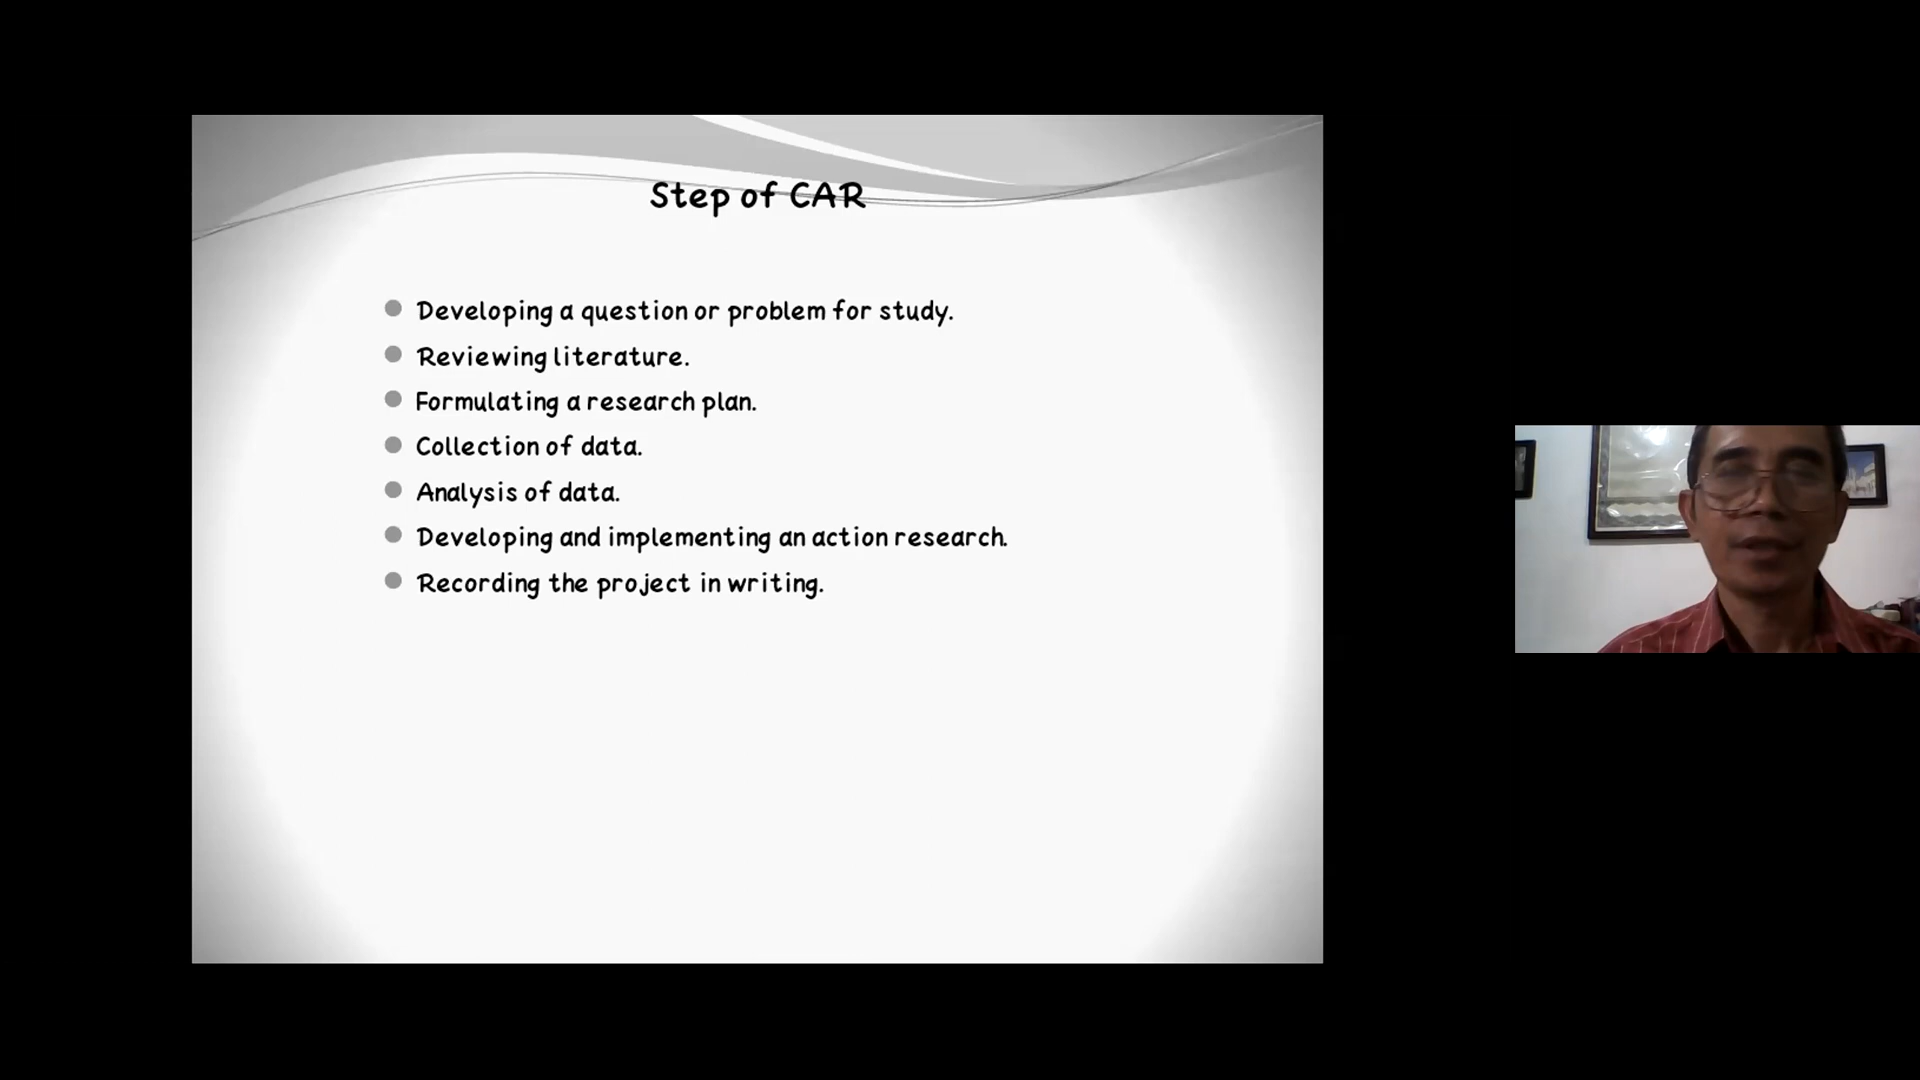 Step of CAR
Developing a question or problem for study.
Reviewing literature.
Formulating a research plan.
Collection of data.
Analysis of data.
Developing and implementing an action research.
Recording the project in writing.